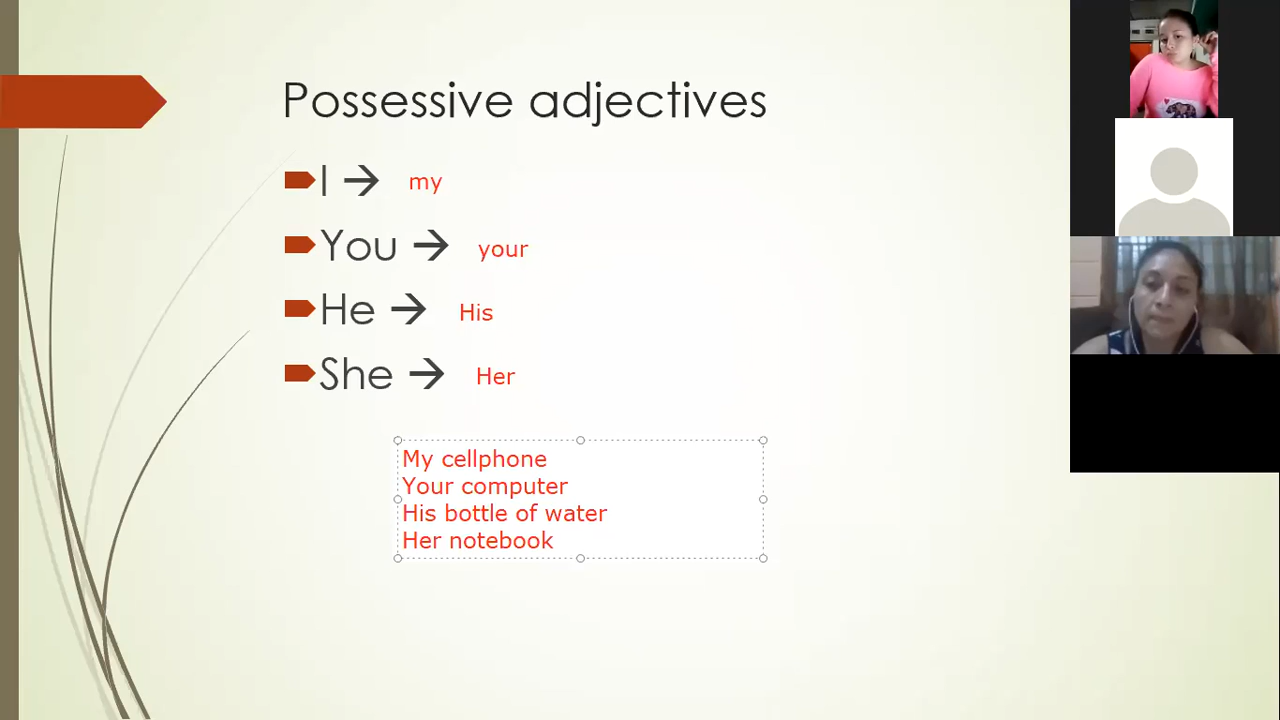 Possessive adjectives
I → my
You → your
He → His
She → Her
My cellphone
Your computer
His bottle of water
Her notebook